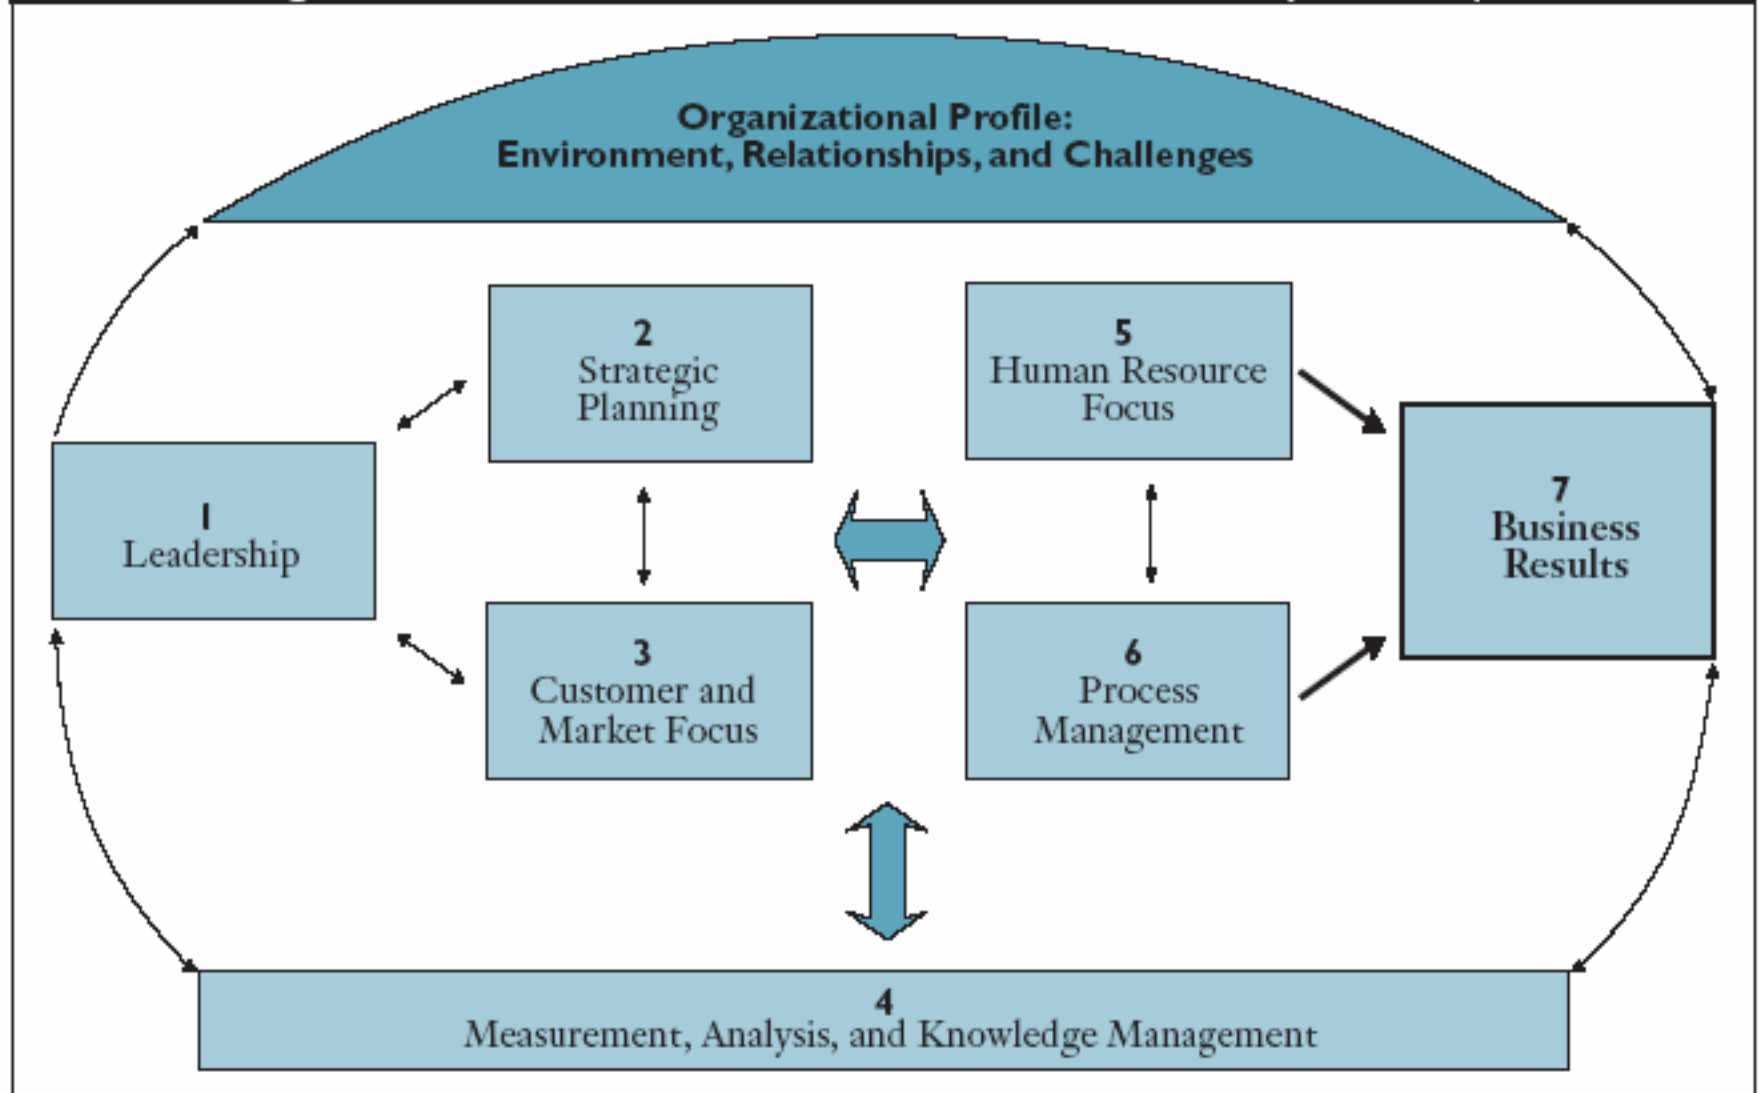 Organizational Profile:
Environment, Relationships, and Challenges
2
Strategic
Planning
5
Human Resource
Focus
1
Leadership
7
Business
Results
3
Customer and
Market Focus
6
Process
Management
4
Measurement, Analysis, and Knowledge Management